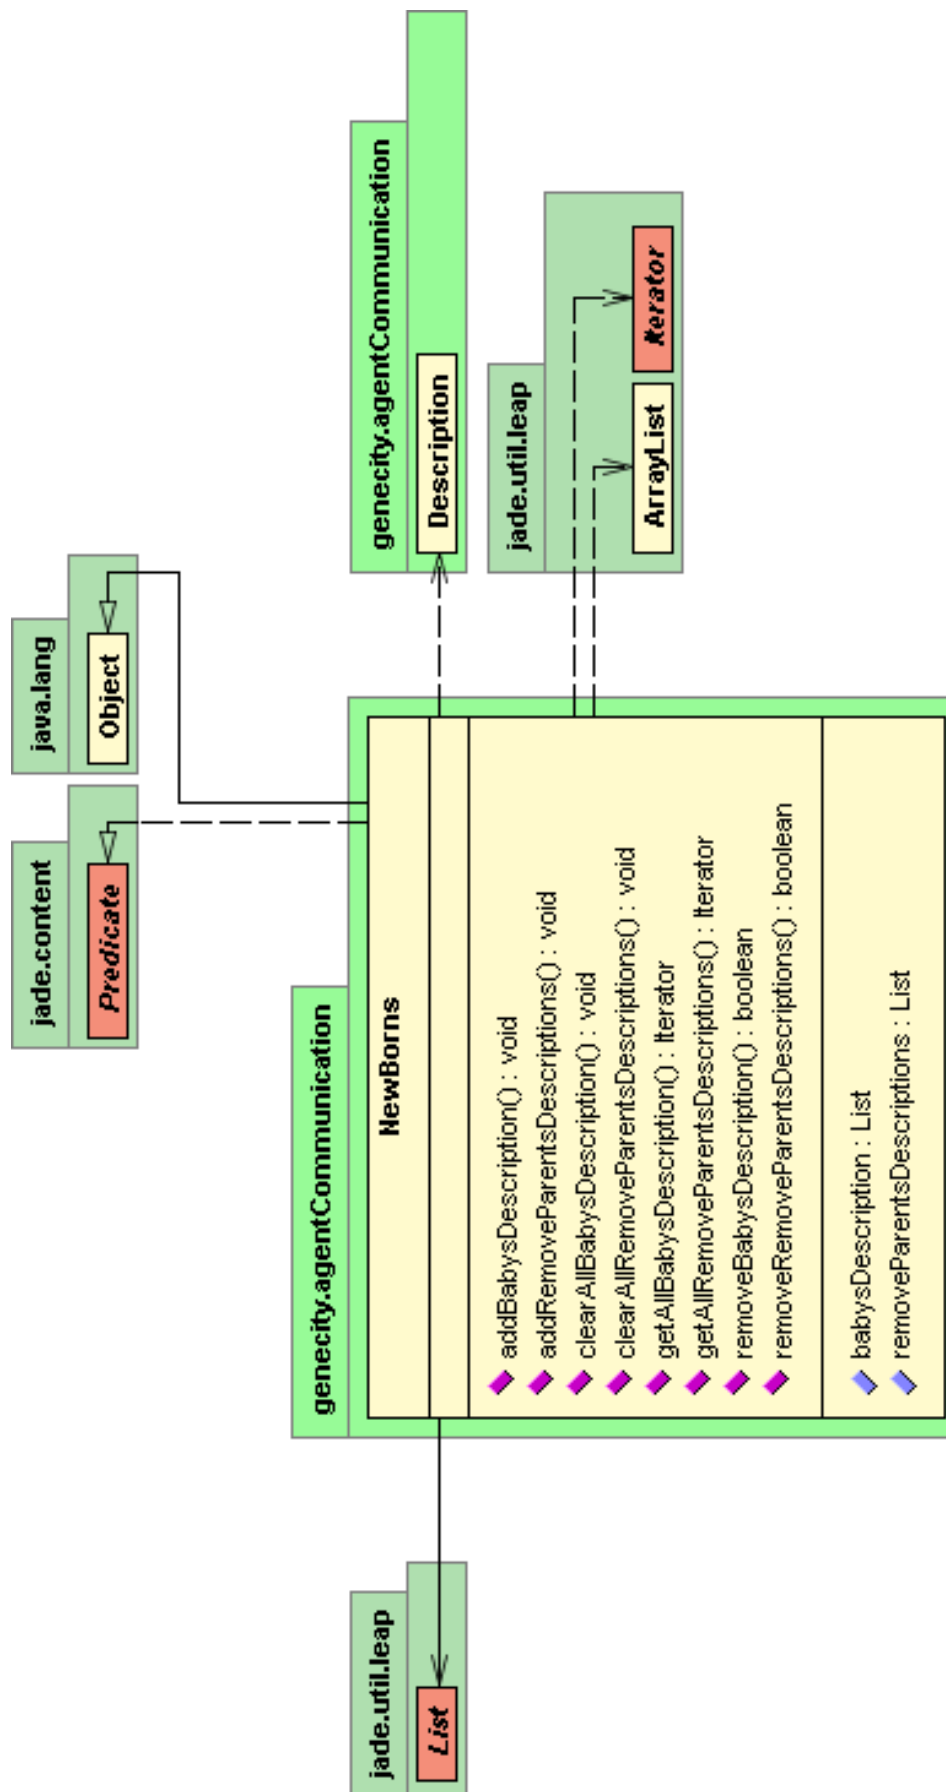 jade.content
Predicate
java.lang
Object
jade.util.leap
List
genecity.agentCommunication
NewBorns
addBabysDescription() : void
addRemoveParentsDescriptions() : void
clearAllBabysDescription() : void
clearAllRemoveParentsDescriptions() : void
getAllBabysDescription() : Iterator
getAllRemoveParentsDescriptions() : Iterator
removeBabysDescription() : boolean
removeRemoveParentsDescriptions() : boolean
babysDescription : List
removeParentsDescriptions : List
genecity.agentCommunication
Description
jade.util.leap
ArrayList
Iterator